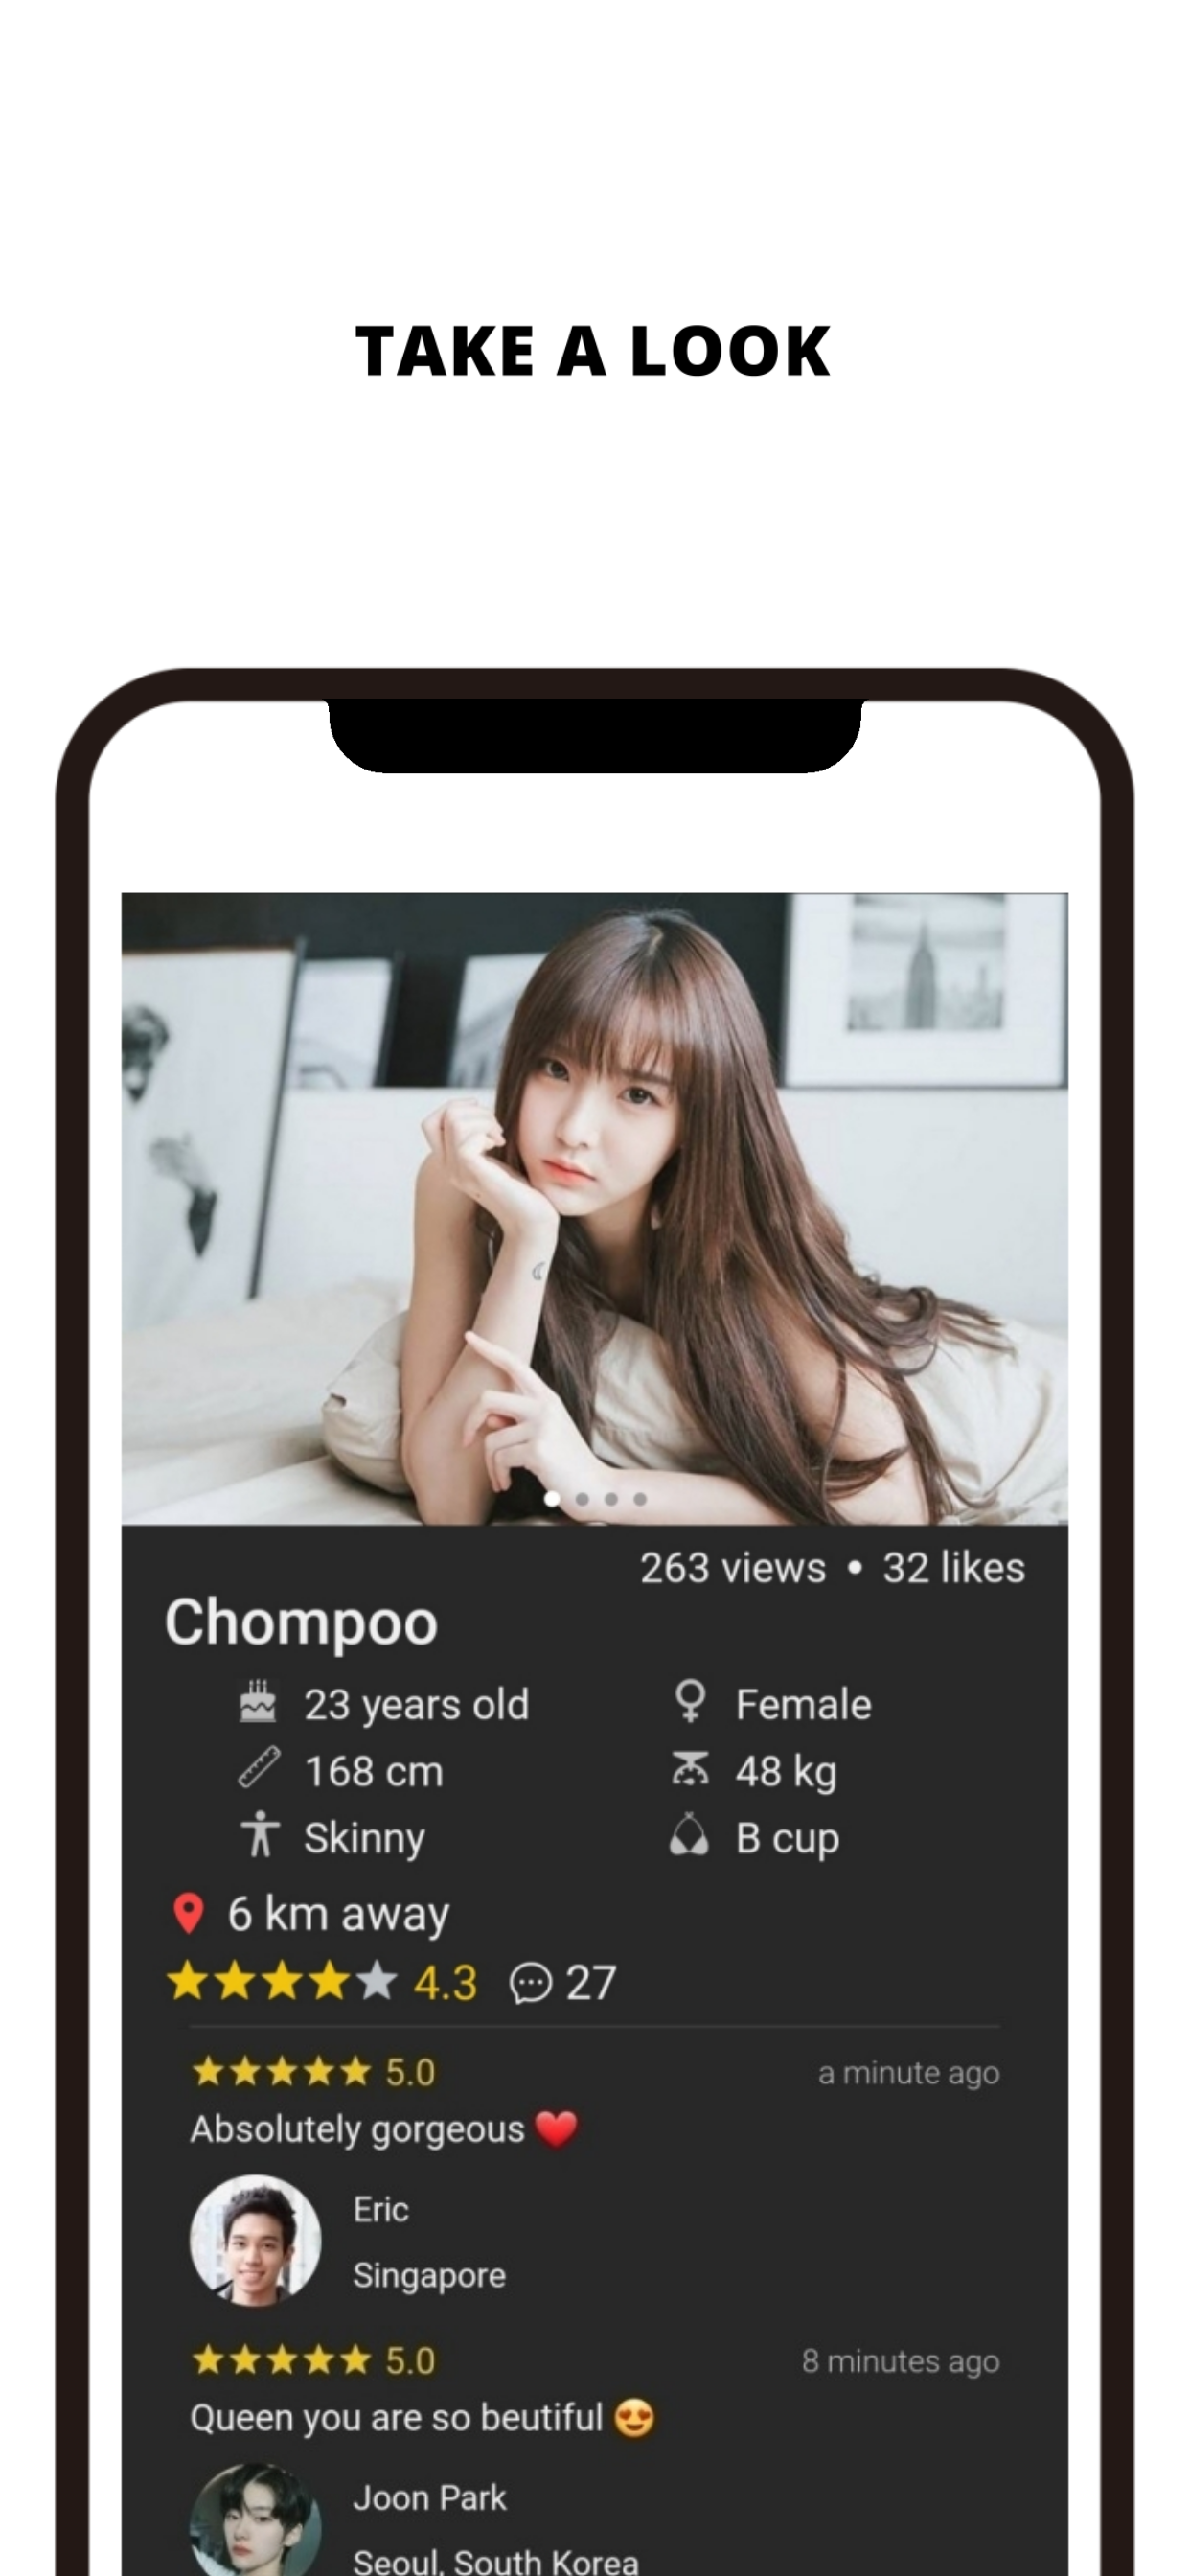 TAKE A LOOK
263 views • 32 likes
Chompoo
23 years old
Female
168 cm
48 kg
Skinny
B cup
6 km away
4.3 27
5.0 a minute ago
Absolutely gorgeous ❤️
Eric
Singapore
5.0 8 minutes ago
Queen you are so beutiful 😍
Joon Park
Seoul, South Korea